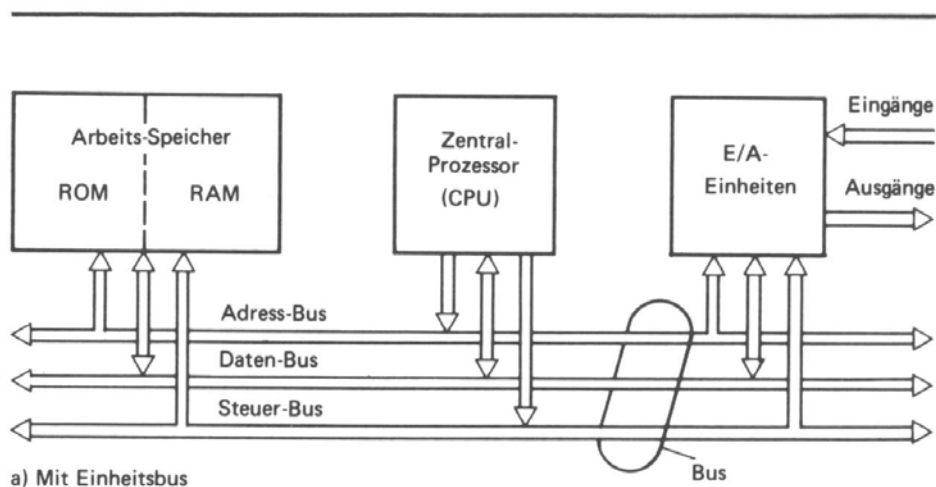 Arbeits-Speicher
ROM
RAM
Zentral-
Prozessor
(CPU)
E/A-
Einheiten
Eingänge
Ausgänge
Adress-Bus
Daten-Bus
Steuer-Bus
Bus
a) Mit Einheitsbus